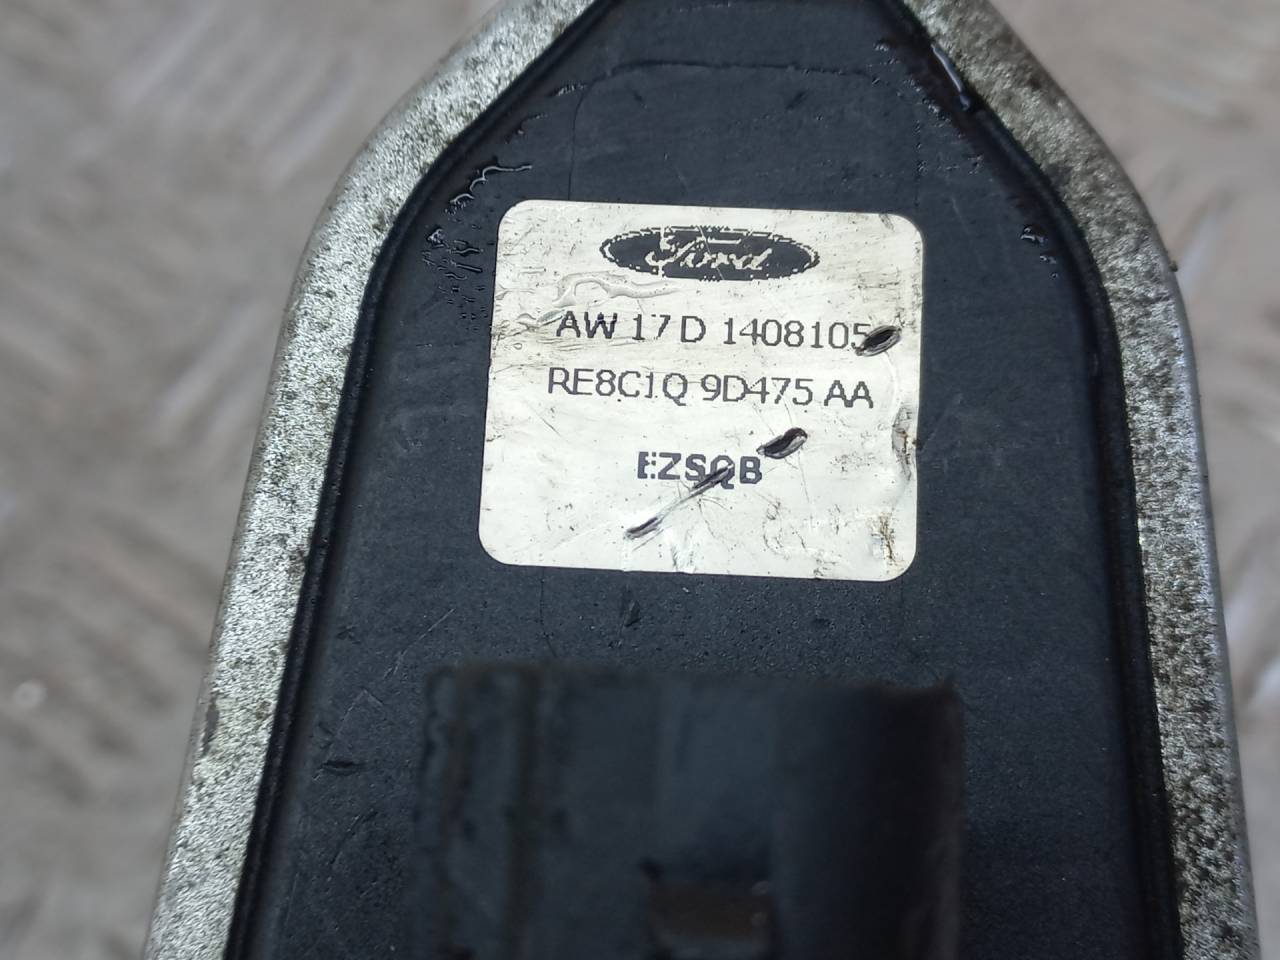 Ford
AW 17 D 1408105
RE8C1Q 9D475 AA
EZSQB